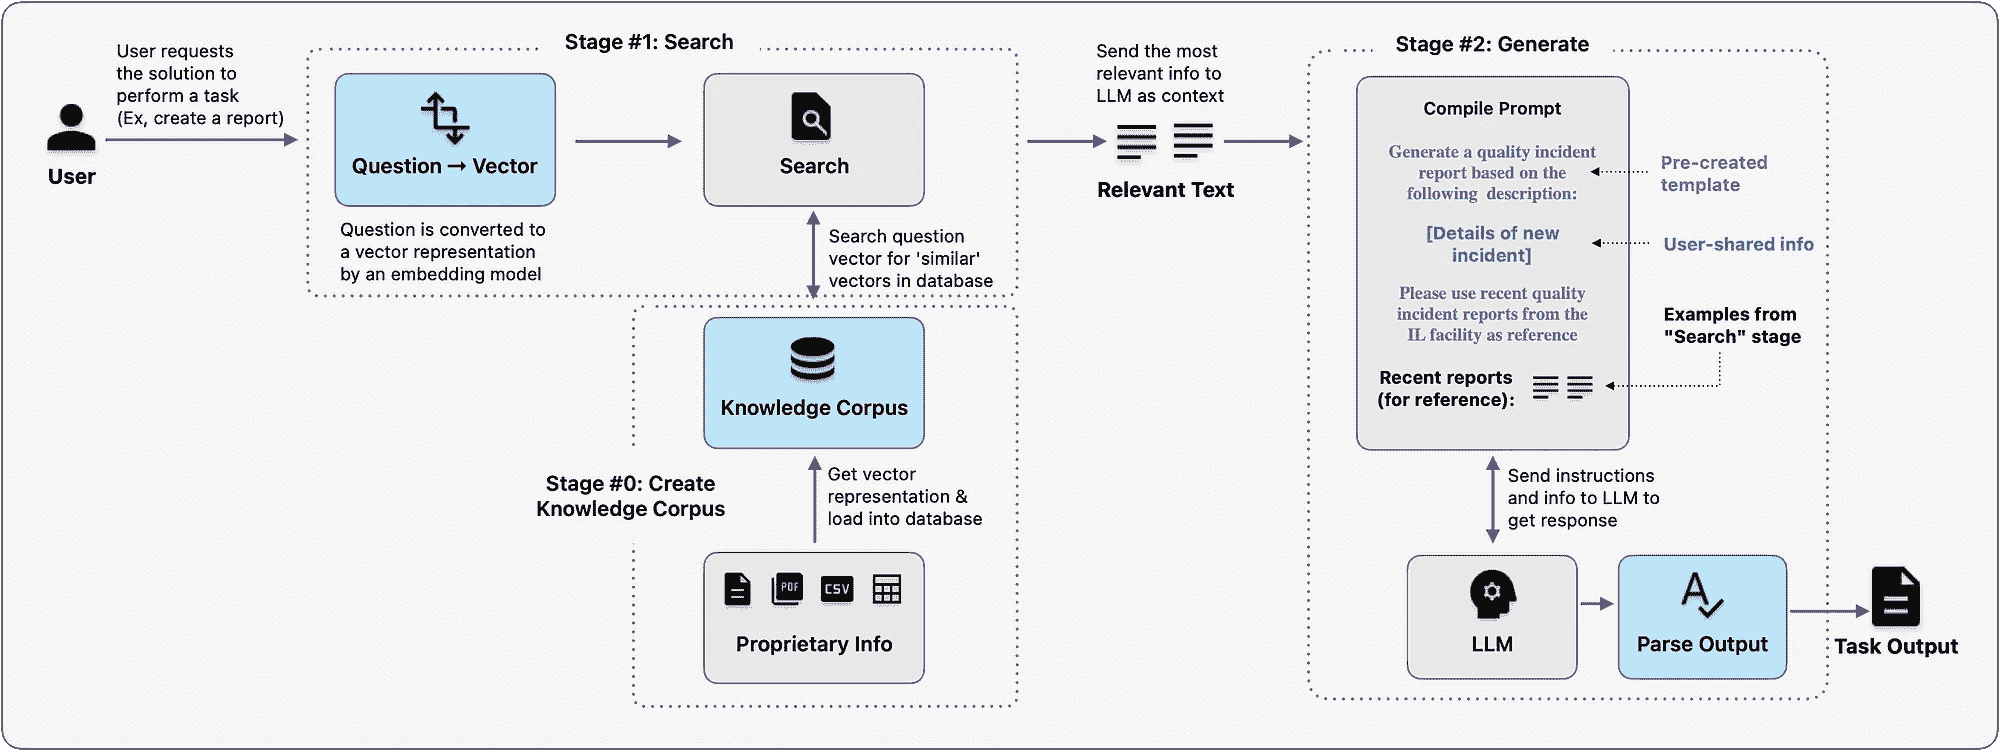 User requests
the solution to
perform a task
(Ex, create a report)
User
Stage #1: Search
Question → Vector
Question is converted to
a vector representation
by an embedding model
Search
Search question
vector for 'similar'
vectors in database
Knowledge Corpus
Stage #0: Create
Knowledge Corpus
Get vector
representation &
load into database
PDF
CSV
Proprietary Info
Send the most
relevant info to
LLM as context
Relevant Text
Stage #2: Generate
Compile Prompt
Generate a quality incident
report based on the
following description:
Pre-created
template
[Details of new
incident]
User-shared info
Please use recent quality
incident reports from the
IL facility as reference
Examples from
"Search" stage
Recent reports
(for reference):
Send instructions
and info to LLM to
get response
LLM
Parse Output
Task Output